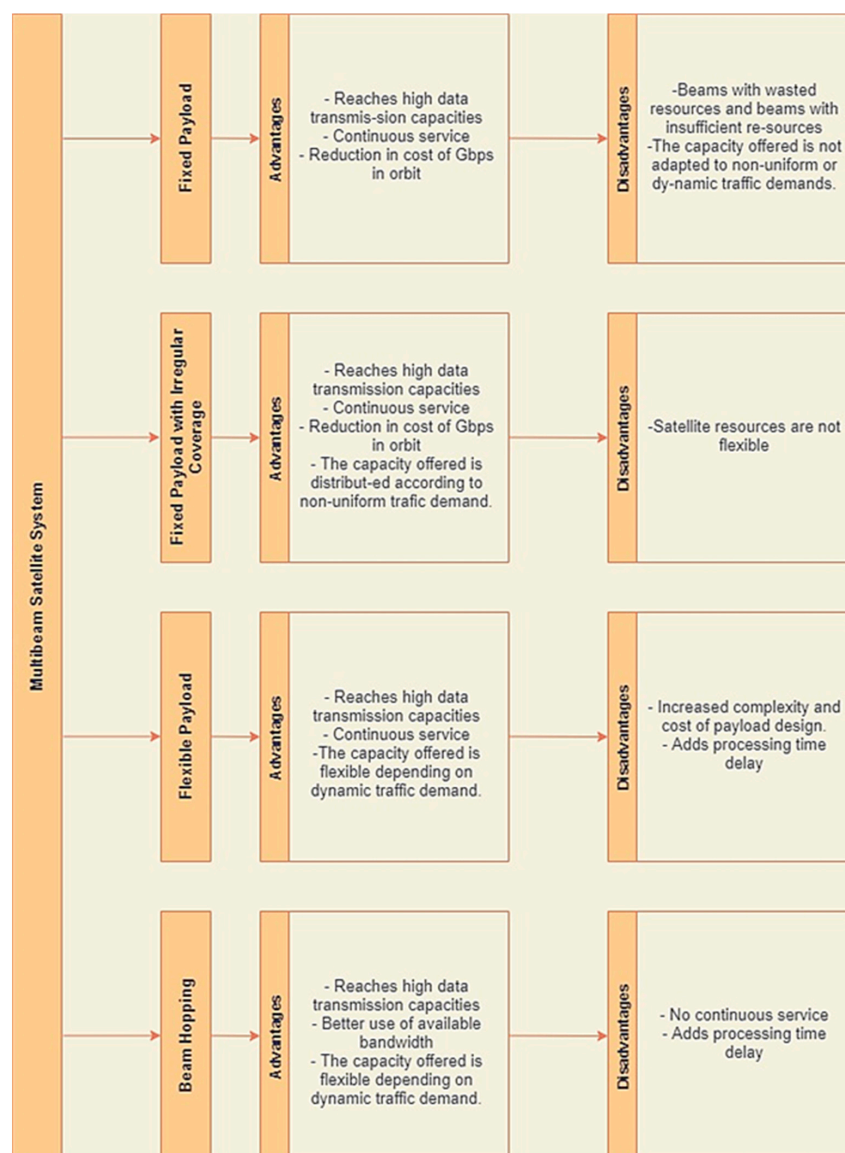 Multibeam Satellite System
Fixed Payload
Advantages
- Reaches high data
transmis-sion capacities
- Continuous service
- Reduction in cost of Gbps
in orbit
Disadvantages
-Beams with wasted
resources and beams with
insufficient re-sources
-The capacity offered is not
adapted to non-uniform or
dy-namic traffic demands.
Fixed Payload with Irregular
Coverage
Advantages
- Reaches high data
transmission capacities
- Continuous service
- Reduction in cost of Gbps
in orbit
- The capacity offered is
distribut-ed according to
non-uniform trafic demand.
Disadvantages
-Satellite resources are not
flexible
Flexible Payload
Advantages
- Reaches high data
transmission capacities
- Continuous service
-The capacity offered is
flexible depending on
dynamic traffic demand.
Disadvantages
- Increased complexity and
cost of payload design.
- Adds processing time
delay
Beam Hopping
Advantages
- Reaches high data
transmission capacities
- Better use of available
bandwidth
- The capacity offered is
flexible depending on
dynamic traffic demand.
Disadvantages
- No continuous service
- Adds processing time
delay